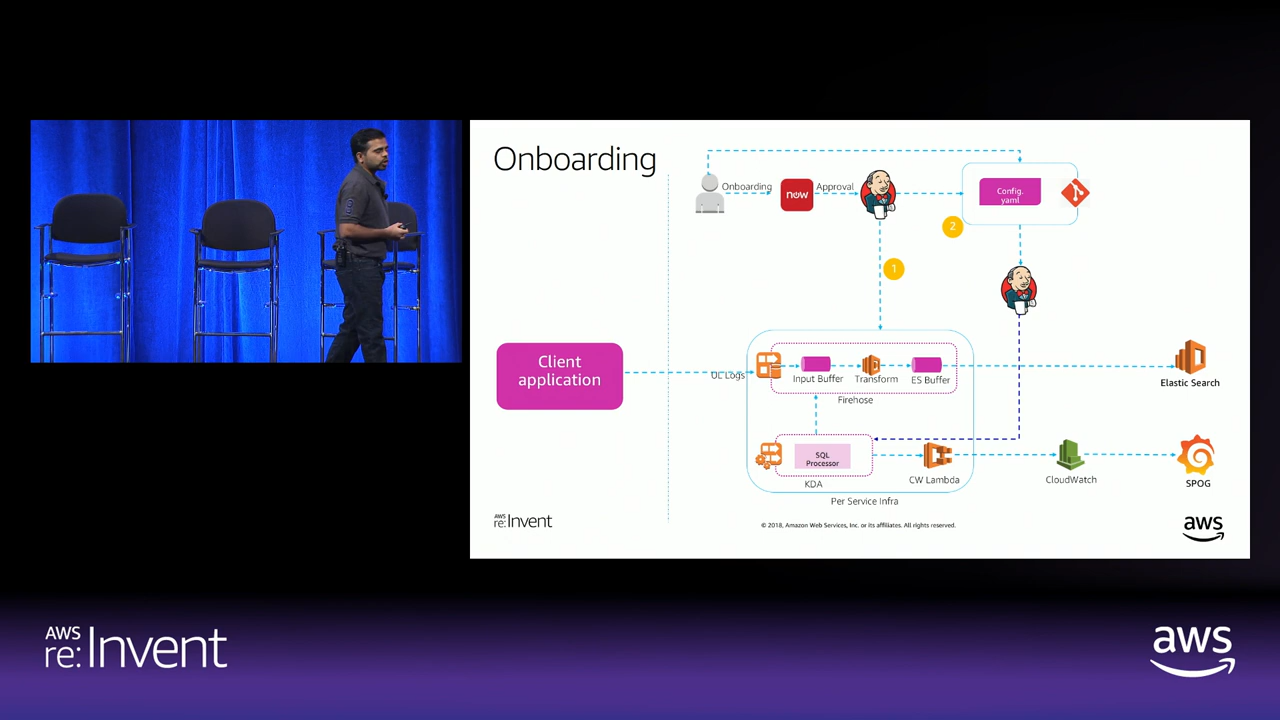 Onboarding
Onboarding
now
Approval
Config.
yaml
2
1
Client
application
UL Logs
Input Buffer
Transform
ES Buffer
Firehose
Elastic Search
SQL
Processor
KDA
CW Lambda
CloudWatch
SPOG
Per Service Infra
AWS
re:Invent
© 2018, Amazon Web Services, Inc. or its affiliates. All rights reserved.
aws
AWS
re:Invent
aws